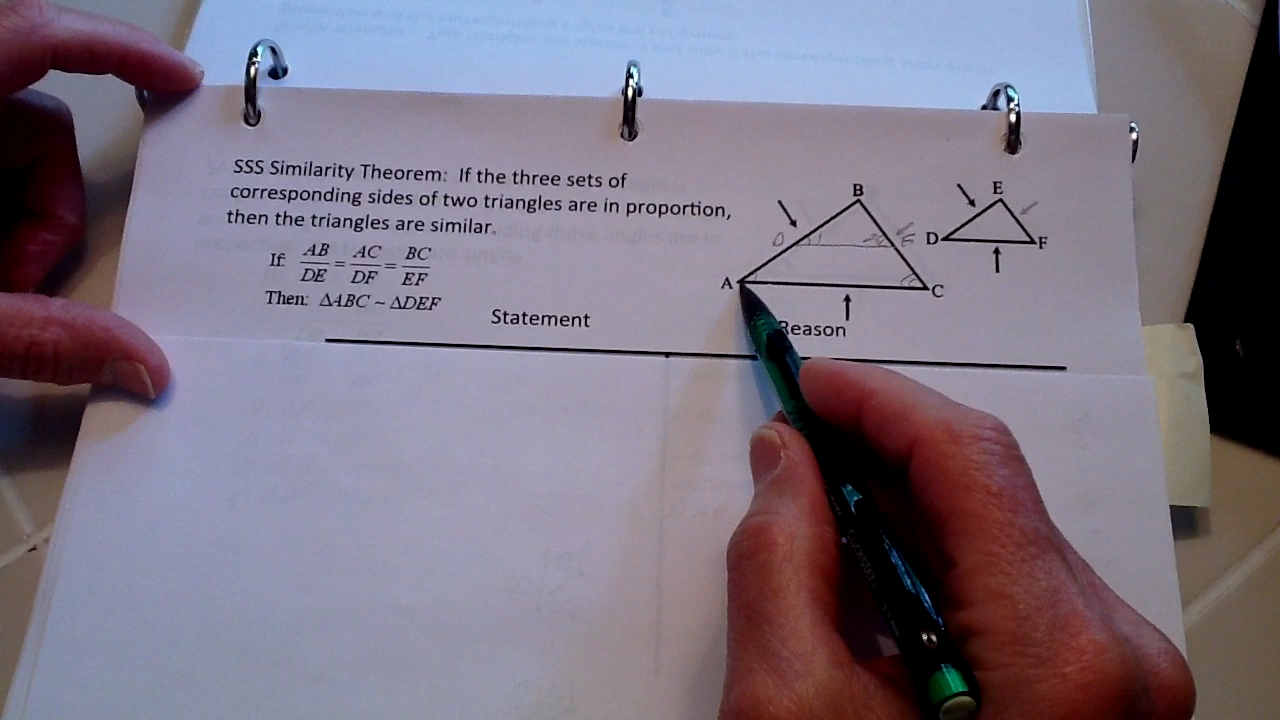 SSS Similarity Theorem: If the three sets of
corresponding sides of two triangles are in proportion,
then the triangles are similar.
If: AB/DE = AC/DF = BC/EF
Then: ΔABC ~ ΔDEF
B
E
D
E
D
F
A
C
Statement
Reason